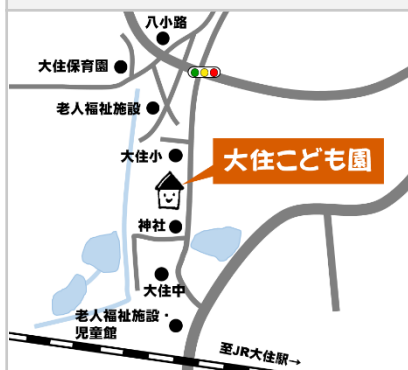 八小路
大住保育園
老人福祉施設
大住小
大住こども園
神社
大住中
老人福祉施設・
児童館
至JR大住駅→